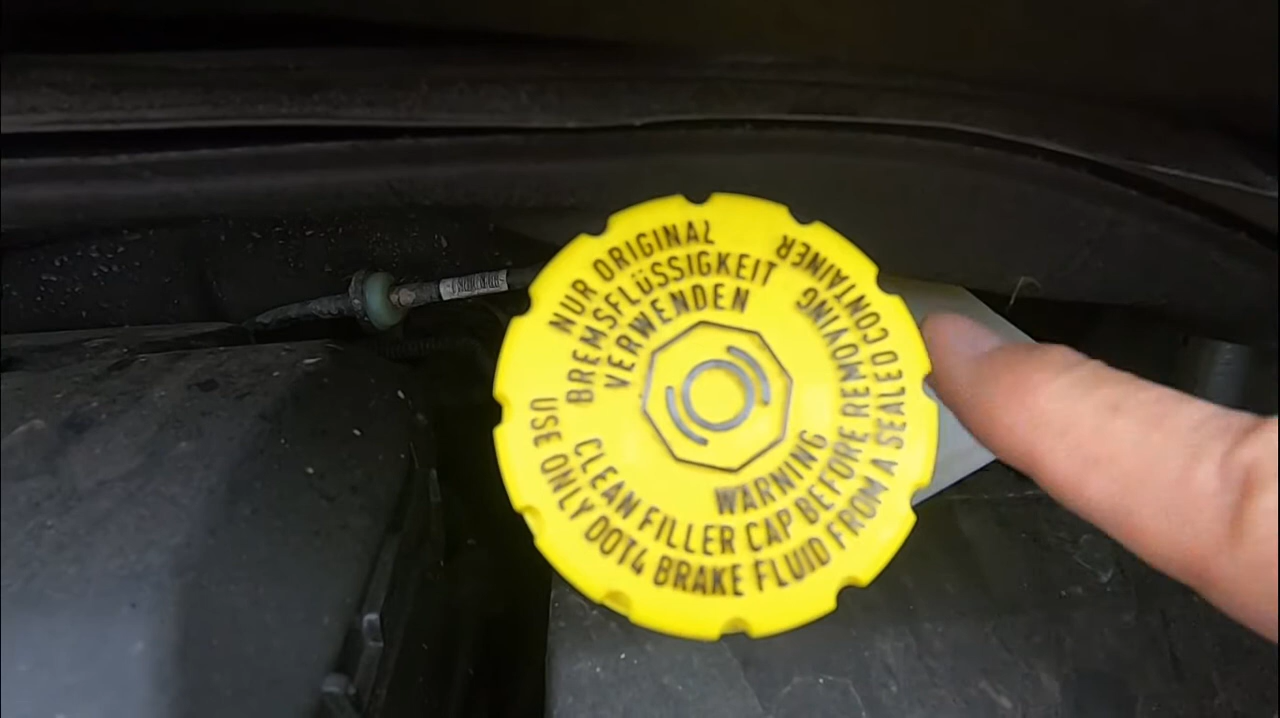 NUR ORIGINAL
BREMSFLÜSSIGKEIT
VERWENDEN
WARNING
CLEAN FILLER CAP BEFORE REMOVING
USE ONLY DOT4 BRAKE FLUID FROM A SEALED CONTAINER